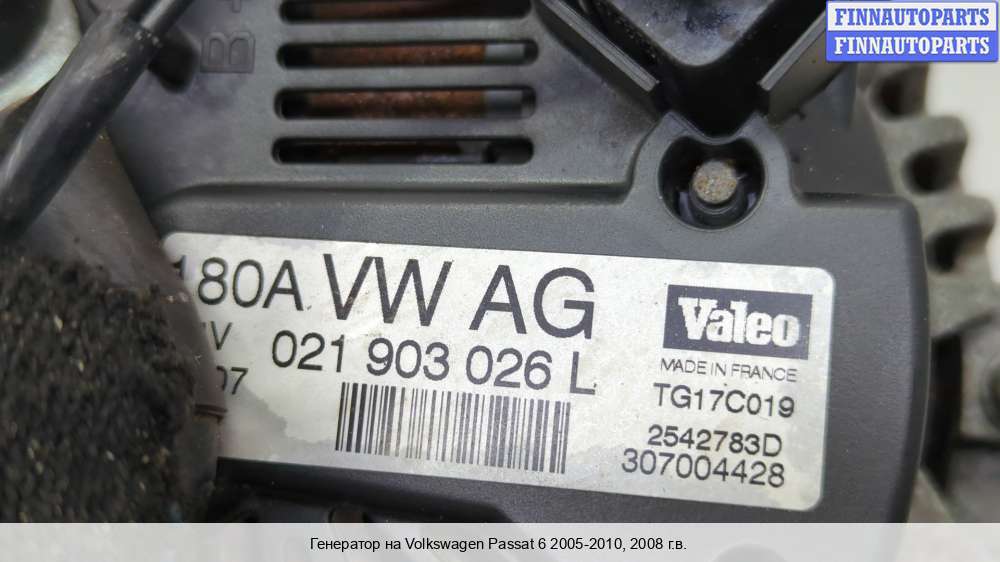 FINNAUTOPARTS
FINNAUTOPARTS
B+
180A VW AG
V 021 903 026 L
07
Valeo
MADE IN FRANCE
TG17C019
2542783D
307004428
Генератор на Volkswagen Passat 6 2005-2010, 2008 г.в.